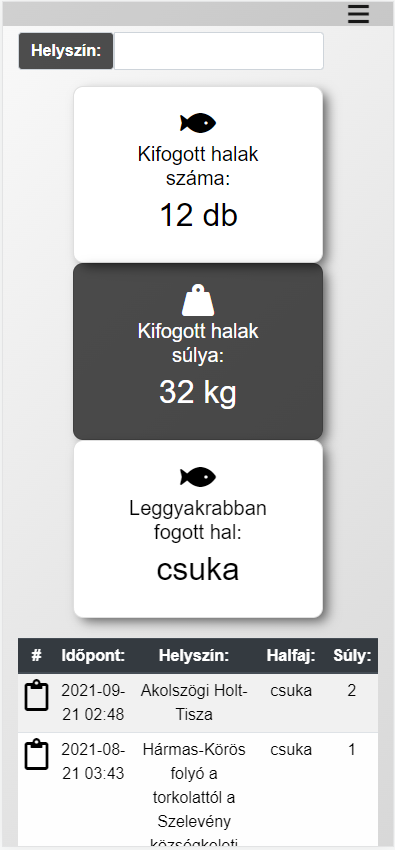 Helyszín:
Kifogott halak
száma:
12 db
Kifogott halak
súlya:
32 kg
Leggyakrabban
fogott hal:
csuka
# Időpont: Helyszín: Halfaj: Súly:
2021-09- Akolszögi Holt- csuka 2
21 02:48 Tisza
2021-08- Hármas-Körös csuka 1
21 03:43 folyó a
torkolattól a
Szelevény
községkeleti